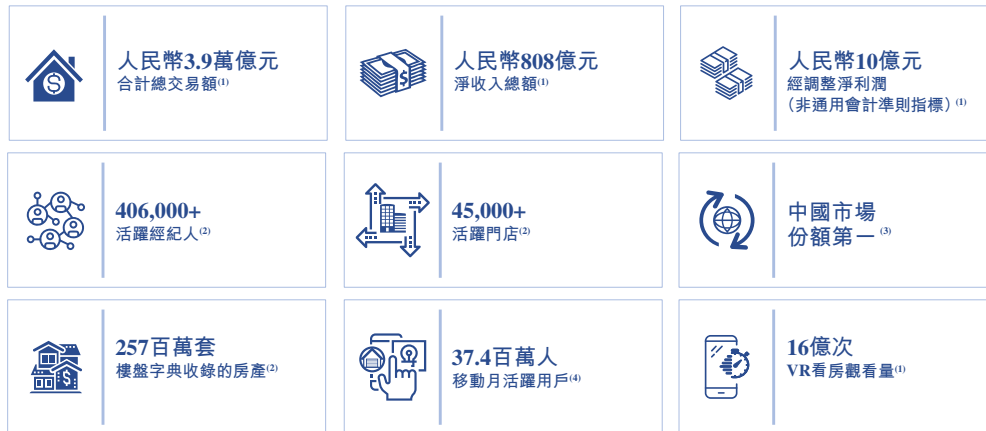 人民幣3.9萬億元
合計總交易額(1)
人民幣808億元
淨收入總額(1)
人民幣10億元
經調整淨利潤
(非通用會計準則指標)(1)
406,000+
活躍經紀人(2)
45,000+
活躍門店(2)
中國市場
份額第一(3)
257百萬套
樓盤字典收錄的房產(2)
37.4百萬人
移動月活躍用戶(4)
16億次
VR看房觀看量(1)